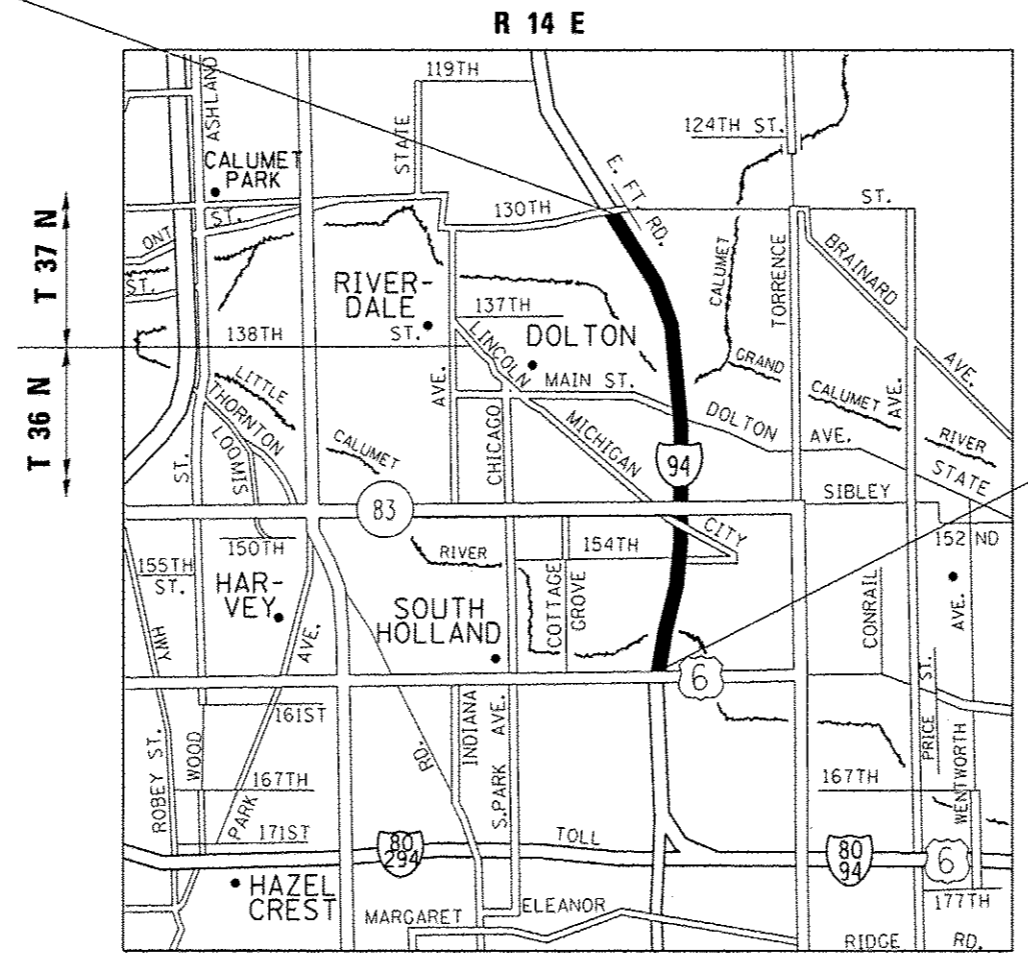 R 14 E
T 37 N
T 36 N
119TH
ASHLAND
STATE
124TH ST.
CALUMET
PARK
E. FT. RD.
130TH
ST.
ST.
ONT
ST.
CALUMET
TORRENCE
BRAINARD
AVE.
RIVER-
DALE
137TH
138TH
ST.
LINCOLN
DOLTON
GRAND
LITTLE
AVE.
MAIN ST.
CALUMET
AVE.
THORNTON
CHICAGO
DOLTON
AVE.
RIVER
ST.
LOOMIS
CALUMET
MICHIGAN
94
STATE
83
SIBLEY
CITY
150TH
RIVER
154TH
152 ND
155TH
ST.
HAR-
VEY
COTTAGE
GROVE
CONRAIL
AVE.
HWY
AVE.
SOUTH
HOLLAND
6
ST.
161ST
INDIANA
S.PARK AVE.
PRICE
WENTWORTH
ROBEY ST.
WOOD
RD.
167TH
167TH
PARK
171ST
80
294
TOLL
80
94
6
HAZEL
CREST
177TH
MARGARET
ELEANOR
RIDGE
RD.